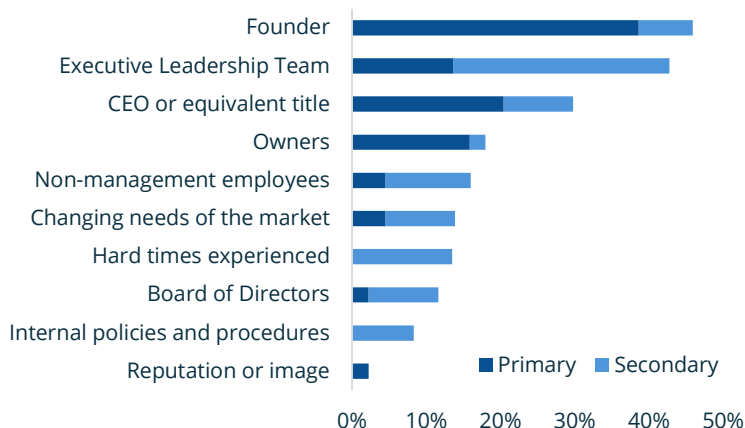 Founder
Executive Leadership Team
CEO or equivalent title
Owners
Non-management employees
Changing needs of the market
Hard times experienced
Board of Directors
Internal policies and procedures
Reputation or image
Primary Secondary
0% 10% 20% 30% 40% 50%